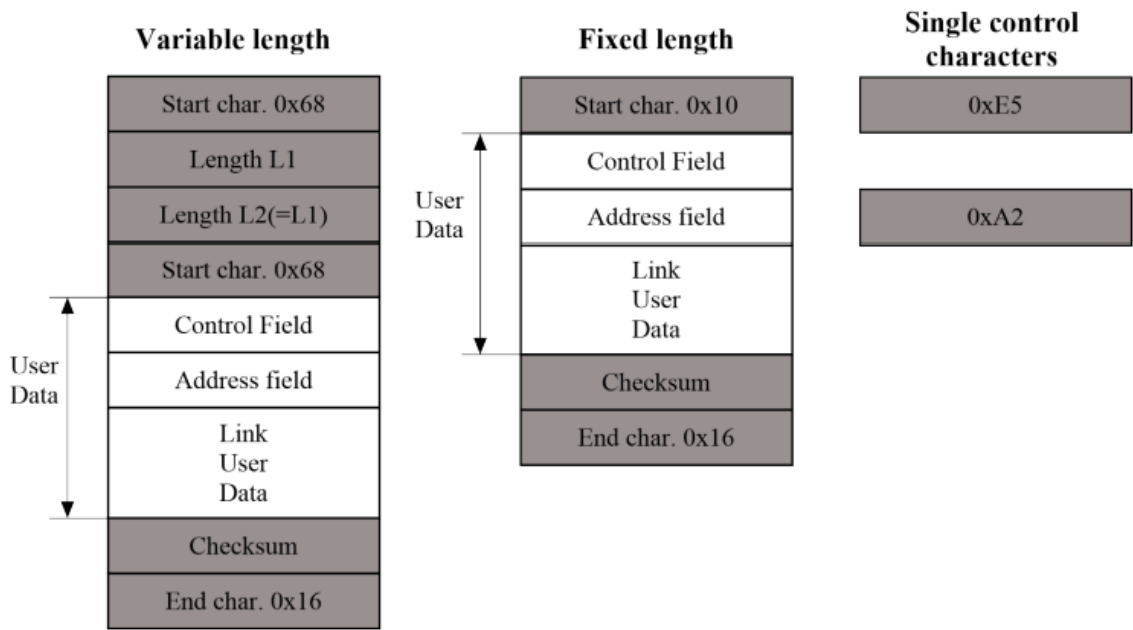 Variable length
Start char. 0x68
Length L1
Length L2(=L1)
Start char. 0x68
User
Data
Control Field
Address field
Link
User
Data
Checksum
End char. 0x16
Fixed length
Start char. 0x10
User
Data
Control Field
Address field
Link
User
Data
Checksum
End char. 0x16
Single control
characters
0xE5
0xA2